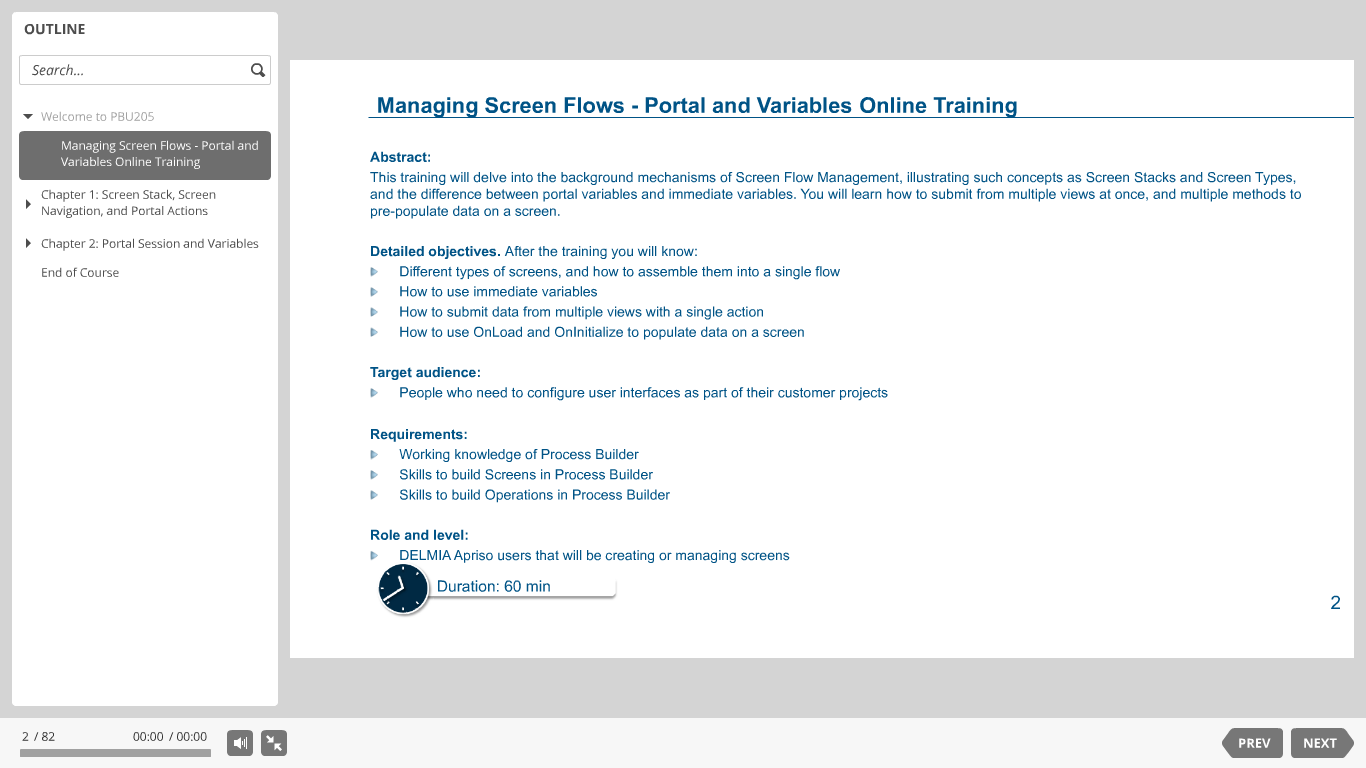 OUTLINE
Search...
Welcome to PBU205
Managing Screen Flows - Portal and
Variables Online Training
Chapter 1: Screen Stack, Screen
Navigation, and Portal Actions
Chapter 2: Portal Session and Variables
End of Course
Managing Screen Flows - Portal and Variables Online Training
Abstract:
This training will delve into the background mechanisms of Screen Flow Management, illustrating such concepts as Screen Stacks and Screen Types,
and the difference between portal variables and immediate variables. You will learn how to submit from multiple views at once, and multiple methods to
pre-populate data on a screen.
Detailed objectives. After the training you will know:
Different types of screens, and how to assemble them into a single flow
How to use immediate variables
How to submit data from multiple views with a single action
How to use OnLoad and OnInitialize to populate data on a screen
Target audience:
People who need to configure user interfaces as part of their customer projects
Requirements:
Working knowledge of Process Builder
Skills to build Screens in Process Builder
Skills to build Operations in Process Builder
Role and level:
DELMIA Apriso users that will be creating or managing screens
Duration: 60 min
2
2 / 82
00:00 / 00:00
PREV
NEXT